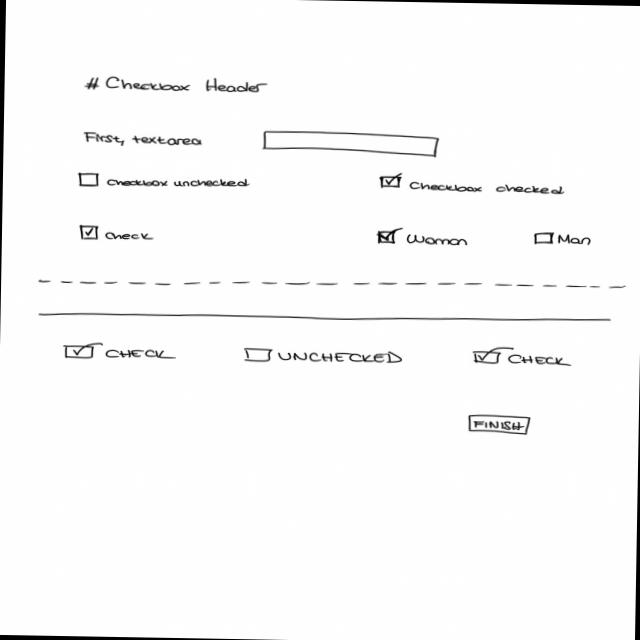 # Checkbox Header
First, textarea
Checkbox unchecked Checkbox checked
Check Woman Man
CHECK UNCHECKED CHECK
FINISH